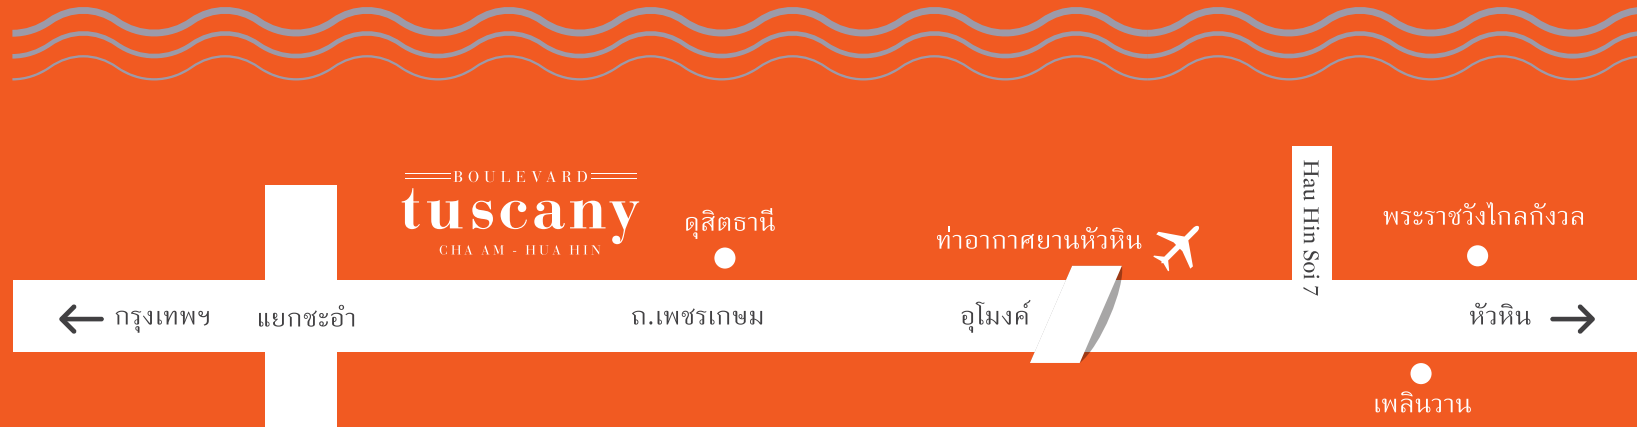 BOULEVARD
tuscany
CHA AM - HUA HIN
ดุสิตธานี
ท่าอากาศยานหัวหิน
Hau Hin Soi 7
พระราชวังไกลกังวล
กรุงเทพฯ
แยกชะอำ
ถ.เพชรเกษม
อุโมงค์
หัวหิน
เพลินวาน